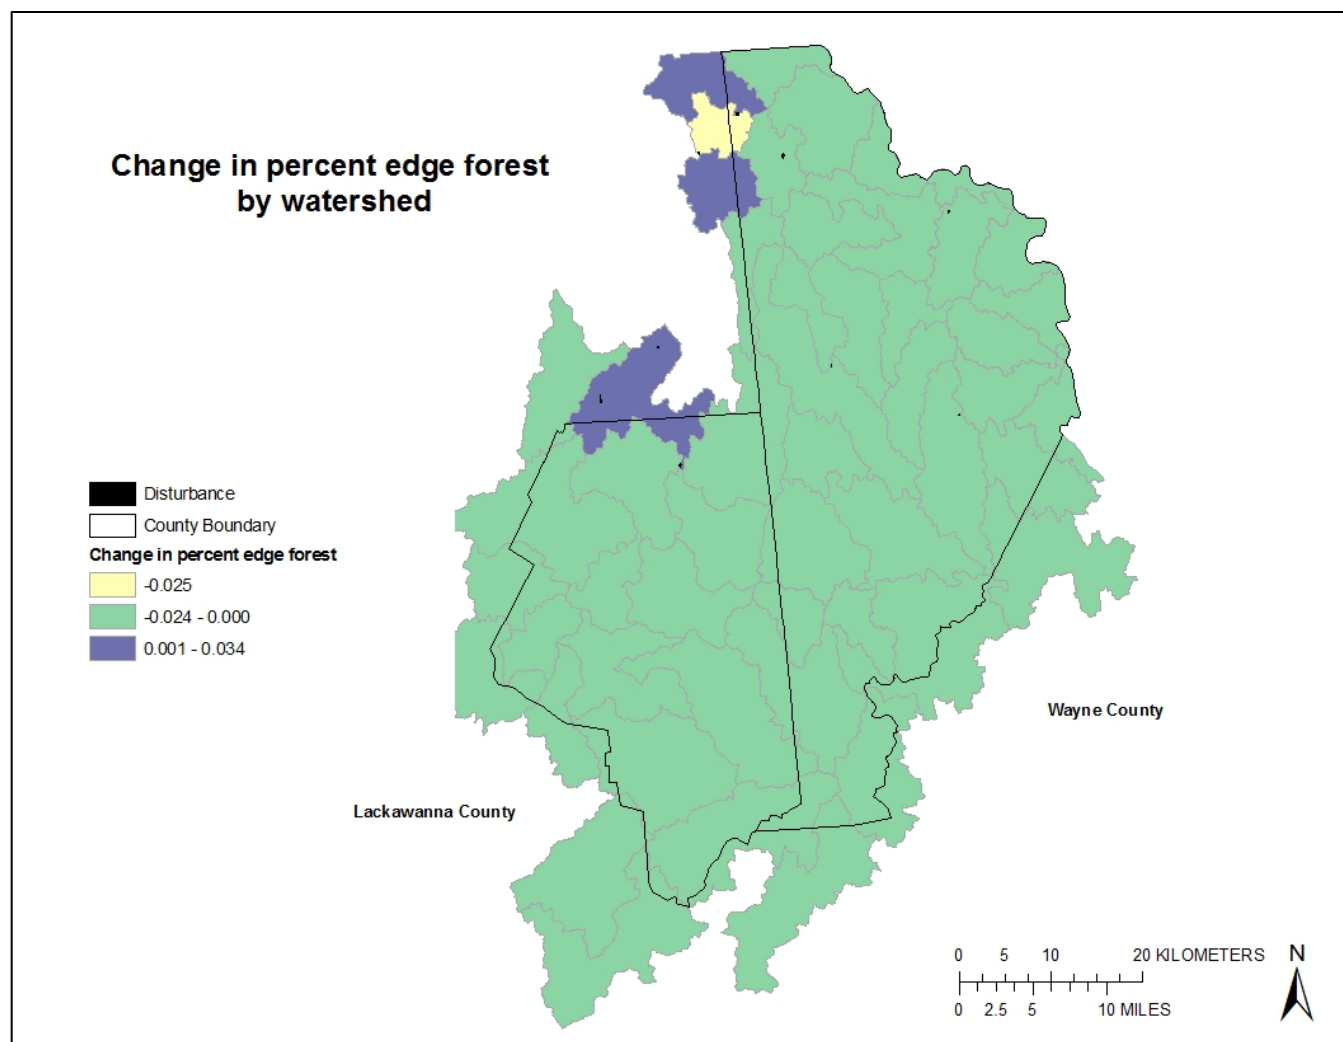 Change in percent edge forest
by watershed
Disturbance
County Boundary
Change in percent edge forest
-0.025
-0.024 - 0.000
0.001 - 0.034
Wayne County
Lackawanna County
0 5 10 20 KILOMETERS
0 2.5 5 10 MILES
N